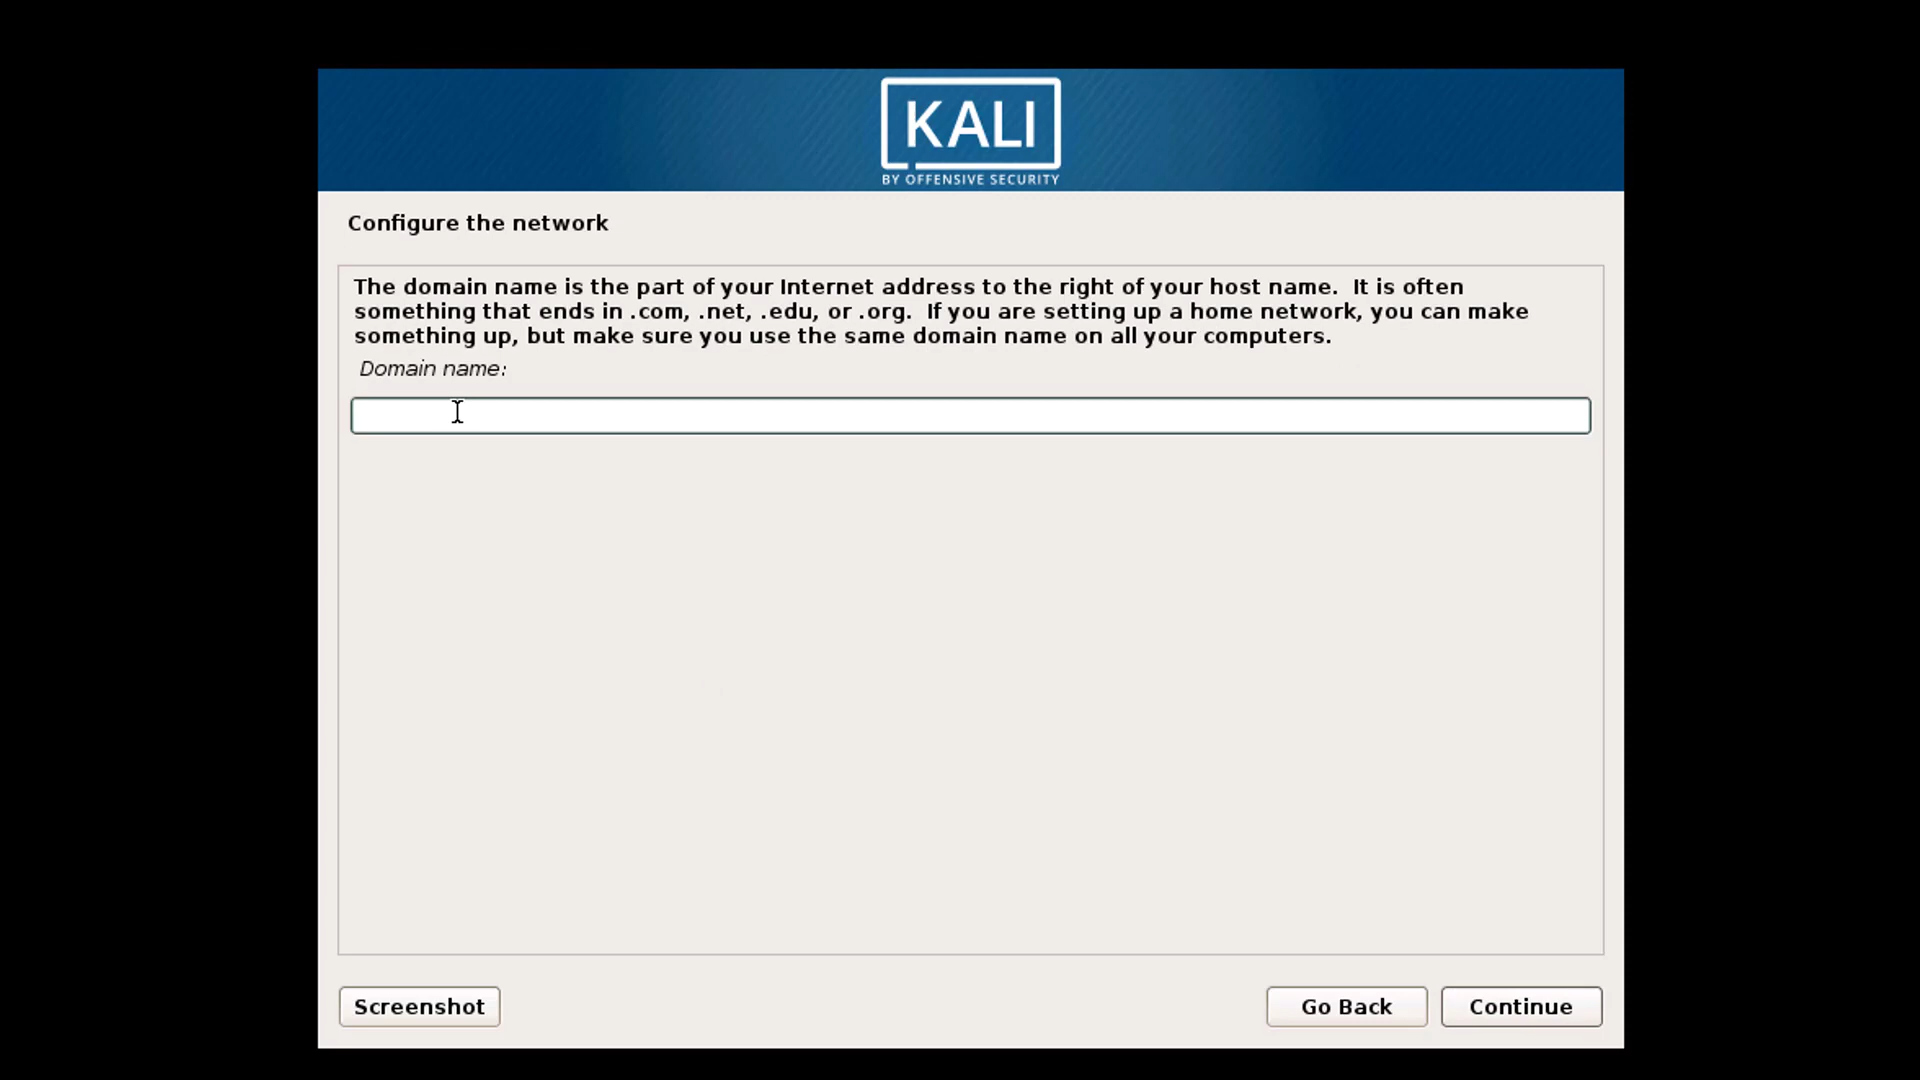 KALI
BY OFFENSIVE SECURITY
Configure the network
The domain name is the part of your Internet address to the right of your host name.  It is often
something that ends in .com, .net, .edu, or .org.  If you are setting up a home network, you can make
something up, but make sure you use the same domain name on all your computers.
Domain name:
Screenshot
Go Back
Continue